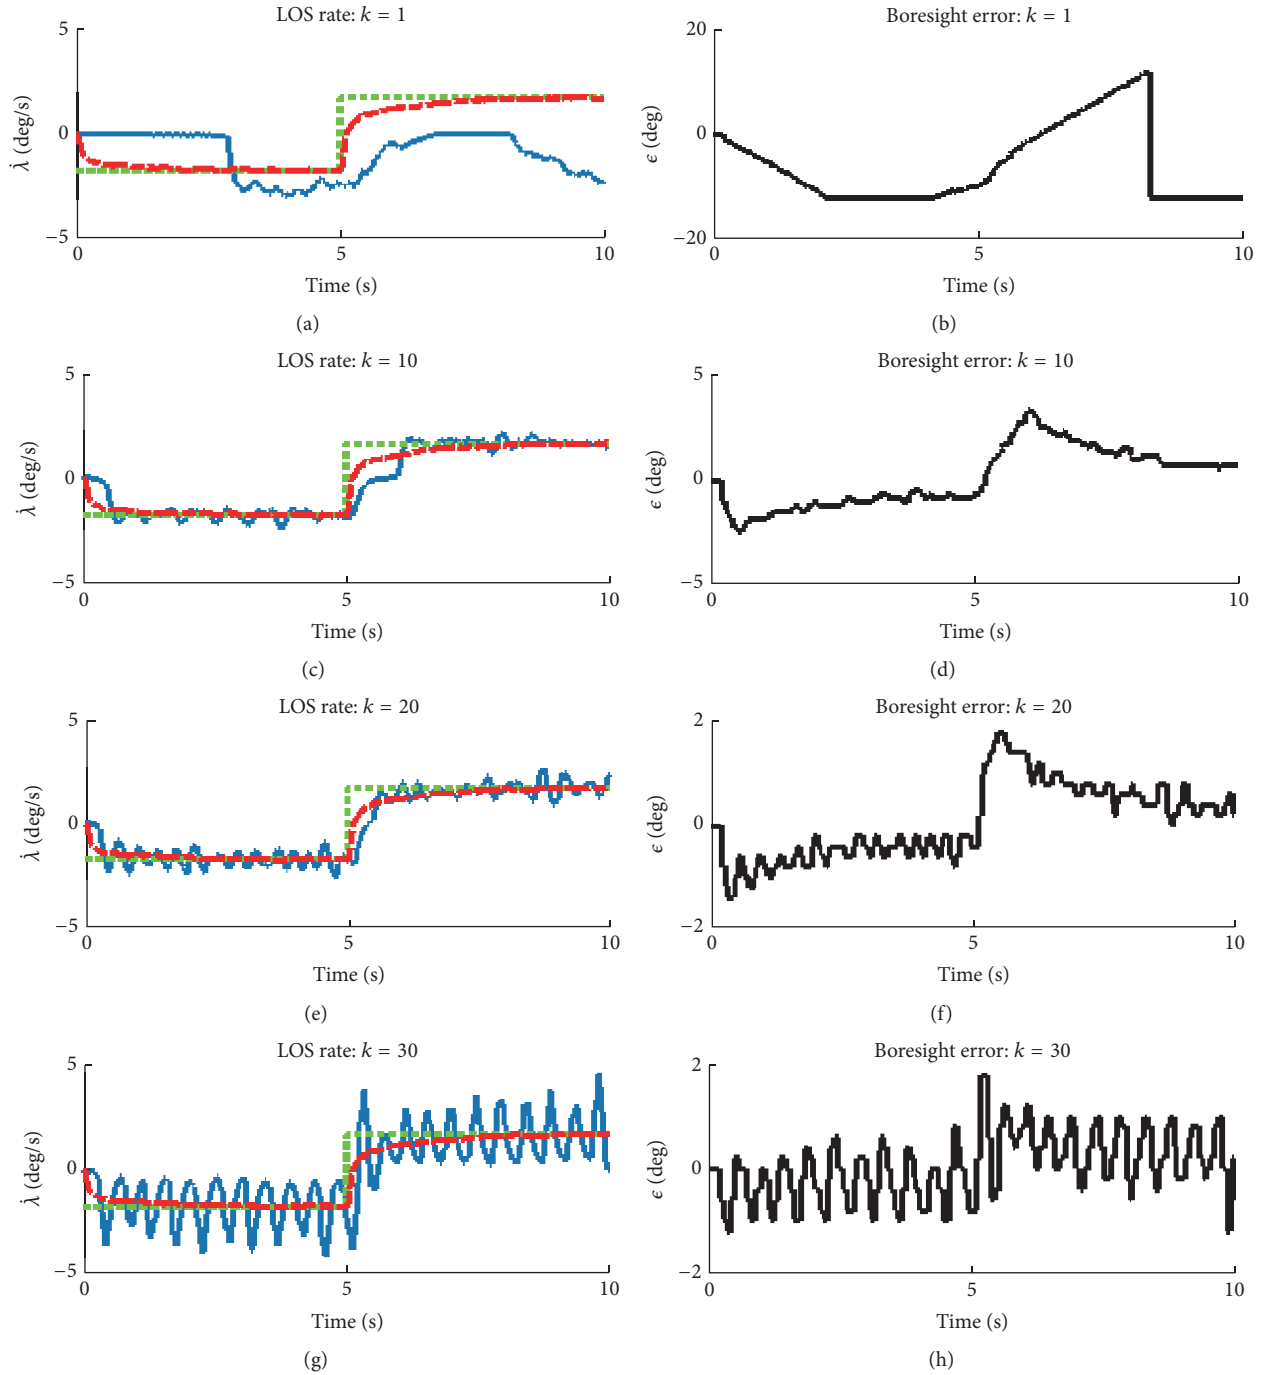 LOS rate: k = 1
5
0
−5
λ̇ (deg/s)
0 5 10
Time (s)
(a)
Boresight error: k = 1
20
0
−20
ϵ (deg)
0 5 10
Time (s)
(b)
LOS rate: k = 10
5
0
−5
λ̇ (deg/s)
0 5 10
Time (s)
(c)
Boresight error: k = 10
5
0
−5
ϵ (deg)
0 5 10
Time (s)
(d)
LOS rate: k = 20
5
0
−5
λ̇ (deg/s)
0 5 10
Time (s)
(e)
Boresight error: k = 20
2
0
−2
ϵ (deg)
0 5 10
Time (s)
(f)
LOS rate: k = 30
5
0
−5
λ̇ (deg/s)
0 5 10
Time (s)
(g)
Boresight error: k = 30
2
0
−2
ϵ (deg)
0 5 10
Time (s)
(h)